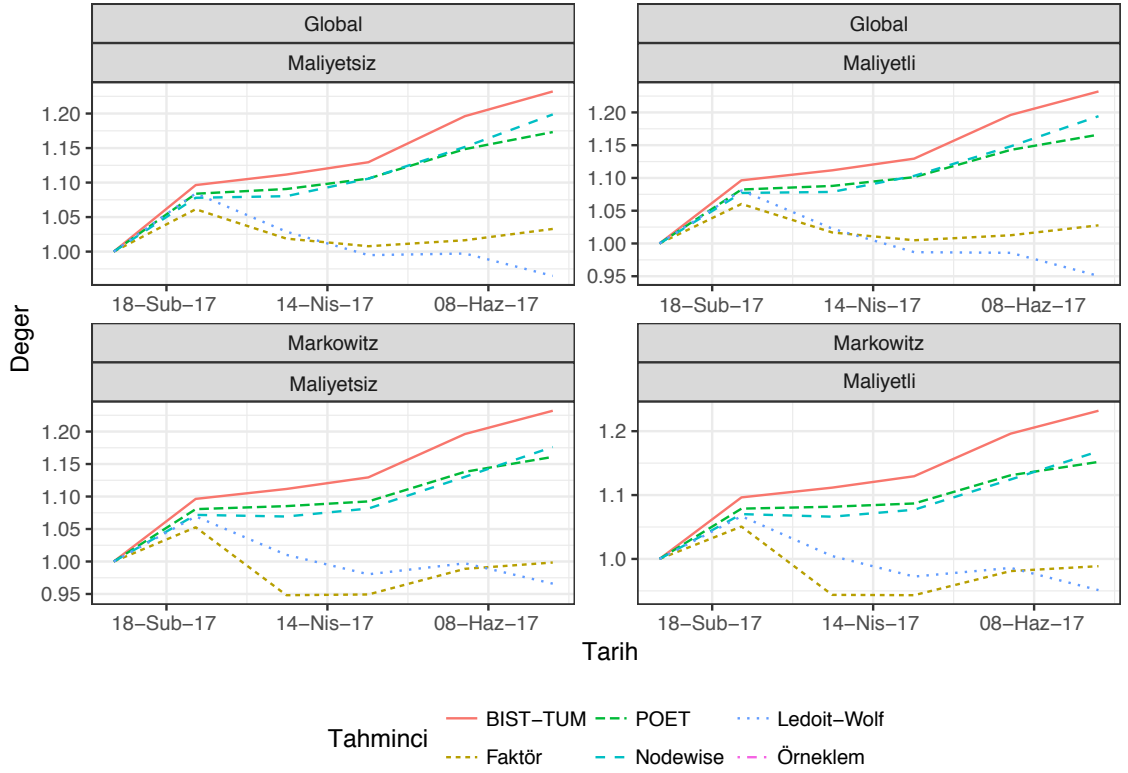 Global
Maliyetsiz
1.20
1.15
1.10
1.05
1.00
18−Sub−17 14−Nis−17 08−Haz−17
Global
Maliyetli
1.20
1.15
1.10
1.05
1.00
0.95
18−Sub−17 14−Nis−17 08−Haz−17
Markowitz
Maliyetsiz
1.20
1.15
1.10
1.05
1.00
0.95
18−Sub−17 14−Nis−17 08−Haz−17
Markowitz
Maliyetli
1.2
1.1
1.0
18−Sub−17 14−Nis−17 08−Haz−17
Deger
Tarih
Tahminci
BIST−TUM POET Ledoit−Wolf
Faktör Nodewise Örneklem